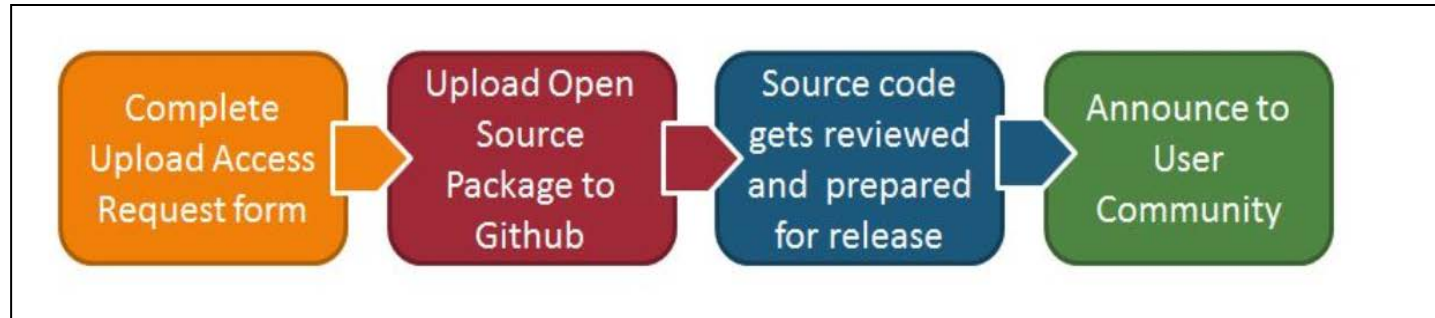 Complete
Upload Access
Request form
Upload Open
Source
Package to
Github
Source code
gets reviewed
and prepared
for release
Announce to
User
Community